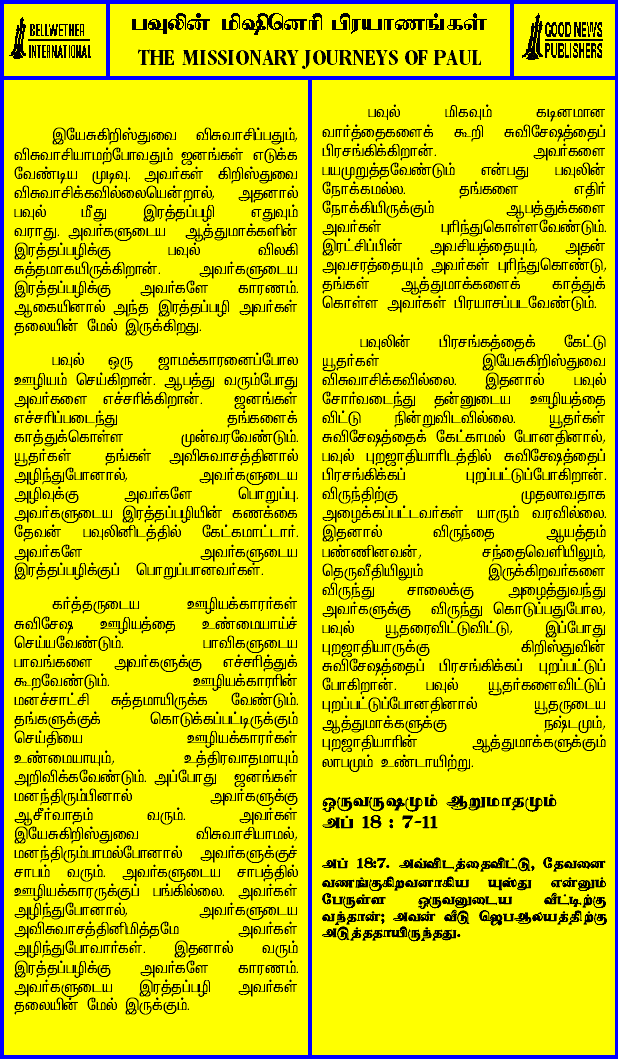 BELLWETHER
INTERNATIONAL
பவுலின் மிஷினெரி பிரயாணங்கள்
THE MISSIONARY JOURNEYS OF PAUL
GOOD NEWS
PUBLISHERS
இயேசுகிறிஸ்துவை விசுவாசிப்பதும்,
விசுவாசியாமற்போவதும் ஜனங்கள் எடுக்க
வேண்டிய முடிவு. அவர்கள் கிறிஸ்துவை
விசுவாசிக்கவில்லையென்றால், அதனால்
பவுல் மீது இரத்தப்பழி எதுவும்
வராது. அவர்களுடைய ஆத்துமாக்களின்
இரத்தப்பழிக்கு பவுல் விலகி
சுத்தமாகயிருக்கிறான். அவர்களுடைய
இரத்தப்பழிக்கு அவர்களே காரணம்.
ஆகையினால் அந்த இரத்தப்பழி அவர்கள்
தலையின் மேல் இருக்கிறது.
பவுல் ஒரு ஜாமக்காரனைப்போல
ஊழியம் செய்கிறான். ஆபத்து வரும்போது
அவர்களை எச்சரிக்கிறான். ஜனங்கள்
எச்சரிப்படைந்து தங்களைக்
காத்துக்கொள்ள முன்வரவேண்டும்.
யூதர்கள் தங்கள் அவிசுவாசத்தினால்
அழிந்துபோனால், அவர்களுடைய
அழிவுக்கு அவர்களே பொறுப்பு.
அவர்களுடைய இரத்தப்பழியின் கணக்கை
தேவன் பவுலினிடத்தில் கேட்கமாட்டார்.
அவர்களே அவர்களுடைய
இரத்தப்பழிக்குப் பொறுப்பானவர்கள்.
கர்த்தருடைய ஊழியக்காரர்கள்
சுவிசேஷ ஊழியத்தை உண்மையாய்ச்
செய்யவேண்டும். பாவிகளுடைய
பாவங்களை அவர்களுக்கு எச்சரித்துக்
கூறவேண்டும். ஊழியக்காரரின்
மனச்சாட்சி சுத்தமாயிருக்க வேண்டும்.
தங்களுக்குக் கொடுக்கப்பட்டிருக்கும்
செய்தியை ஊழியக்காரர்கள்
உண்மையாயும், உத்திரவாதமாயும்
அறிவிக்கவேண்டும். அப்போது ஜனங்கள்
மனந்திரும்பினால் அவர்களுக்கு
ஆசீர்வாதம் வரும். அவர்கள்
இயேசுகிறிஸ்துவை விசுவாசியாமல்,
மனந்திரும்பாமல்போனால் அவர்களுக்குச்
சாபம் வரும். அவர்களுடைய சாபத்தில்
ஊழியக்காரருக்குப் பங்கில்லை. அவர்கள்
அழிந்துபோனால், அவர்களுடைய
அவிசுவாசத்தினிமித்தமே அவர்கள்
அழிந்துபோவார்கள். இதனால் வரும்
இரத்தப்பழிக்கு அவர்களே காரணம்.
அவர்களுடைய இரத்தப்பழி அவர்கள்
தலையின் மேல் இருக்கும்.
பவுல் மிகவும் கடினமான
வார்த்தைகளைக் கூறி சுவிசேஷத்தைப்
பிரசங்கிக்கிறான். அவர்களை
பயமுறுத்தவேண்டும் என்பது பவுலின்
நோக்கமல்ல. தங்களை எதிர்
நோக்கியிருக்கும் ஆபத்துக்களை
அவர்கள் புரிந்துகொள்ளவேண்டும்.
இரட்சிப்பின் அவசியத்தையும், அதன்
அவசரத்தையும் அவர்கள் புரிந்துகொண்டு,
தங்கள் ஆத்துமாக்களைக் காத்துக்
கொள்ள அவர்கள் பிரயாசப்படவேண்டும்.
பவுலின் பிரசங்கத்தைக் கேட்டு
யூதர்கள் இயேசுகிறிஸ்துவை
விசுவாசிக்கவில்லை. இதனால் பவுல்
சோர்வடைந்து தன்னுடைய ஊழியத்தை
விட்டு நின்றுவிடவில்லை. யூதர்கள்
சுவிசேஷத்தைக் கேட்காமல் போனதினால்,
பவுல் புறஜாதியாரிடத்தில் சுவிசேஷத்தைப்
பிரசங்கிக்கப் புறப்பட்டுப்போகிறான்.
விருந்திற்கு முதலாவதாக
அழைக்கப்பட்டவர்கள் யாரும் வரவில்லை.
இதனால் விருந்தை ஆயத்தம்
பண்ணினவன், சந்தைவெளியிலும்,
தெருவீதியிலும் இருக்கிறவர்களை
விருந்து சாலைக்கு அழைத்துவந்து
அவர்களுக்கு விருந்து கொடுப்பதுபோல,
பவுல் யூதரைவிட்டுவிட்டு, இப்போது
புறஜாதியாருக்கு கிறிஸ்துவின்
சுவிசேஷத்தைப் பிரசங்கிக்கப் புறப்பட்டுப்
போகிறான். பவுல் யூதர்களைவிட்டுப்
புறப்பட்டுப்போனதினால் யூதருடைய
ஆத்துமாக்களுக்கு நஷ்டமும்,
புறஜாதியாரின் ஆத்துமாக்களுக்கும்
லாபமும் உண்டாயிற்று.
ஒருவருஷமும் ஆறுமாதமும்
அப் 18 : 7-11
அப் 18:7. அவ்விடத்தைவிட்டு, தேவனை
வணங்குகிறவனாகிய யுஸ்து என்னும்
பேருள்ள ஒருவனுடைய வீட்டிற்கு
வந்தான்; அவன் வீடு ஜெபஆலயத்திற்கு
அடுத்ததாயிருந்தது.